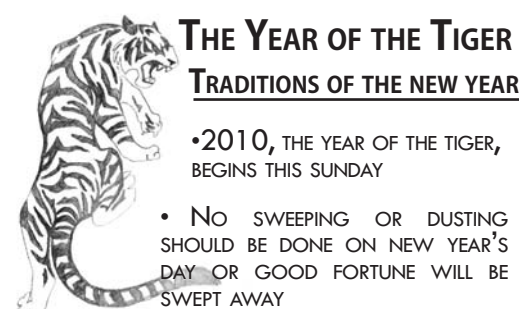 The Year of the Tiger
Traditions of the new year
•2010, the year of the tiger,
begins this Sunday
• No sweeping or dusting
should be done on new year's
day or good fortune will be
swept away